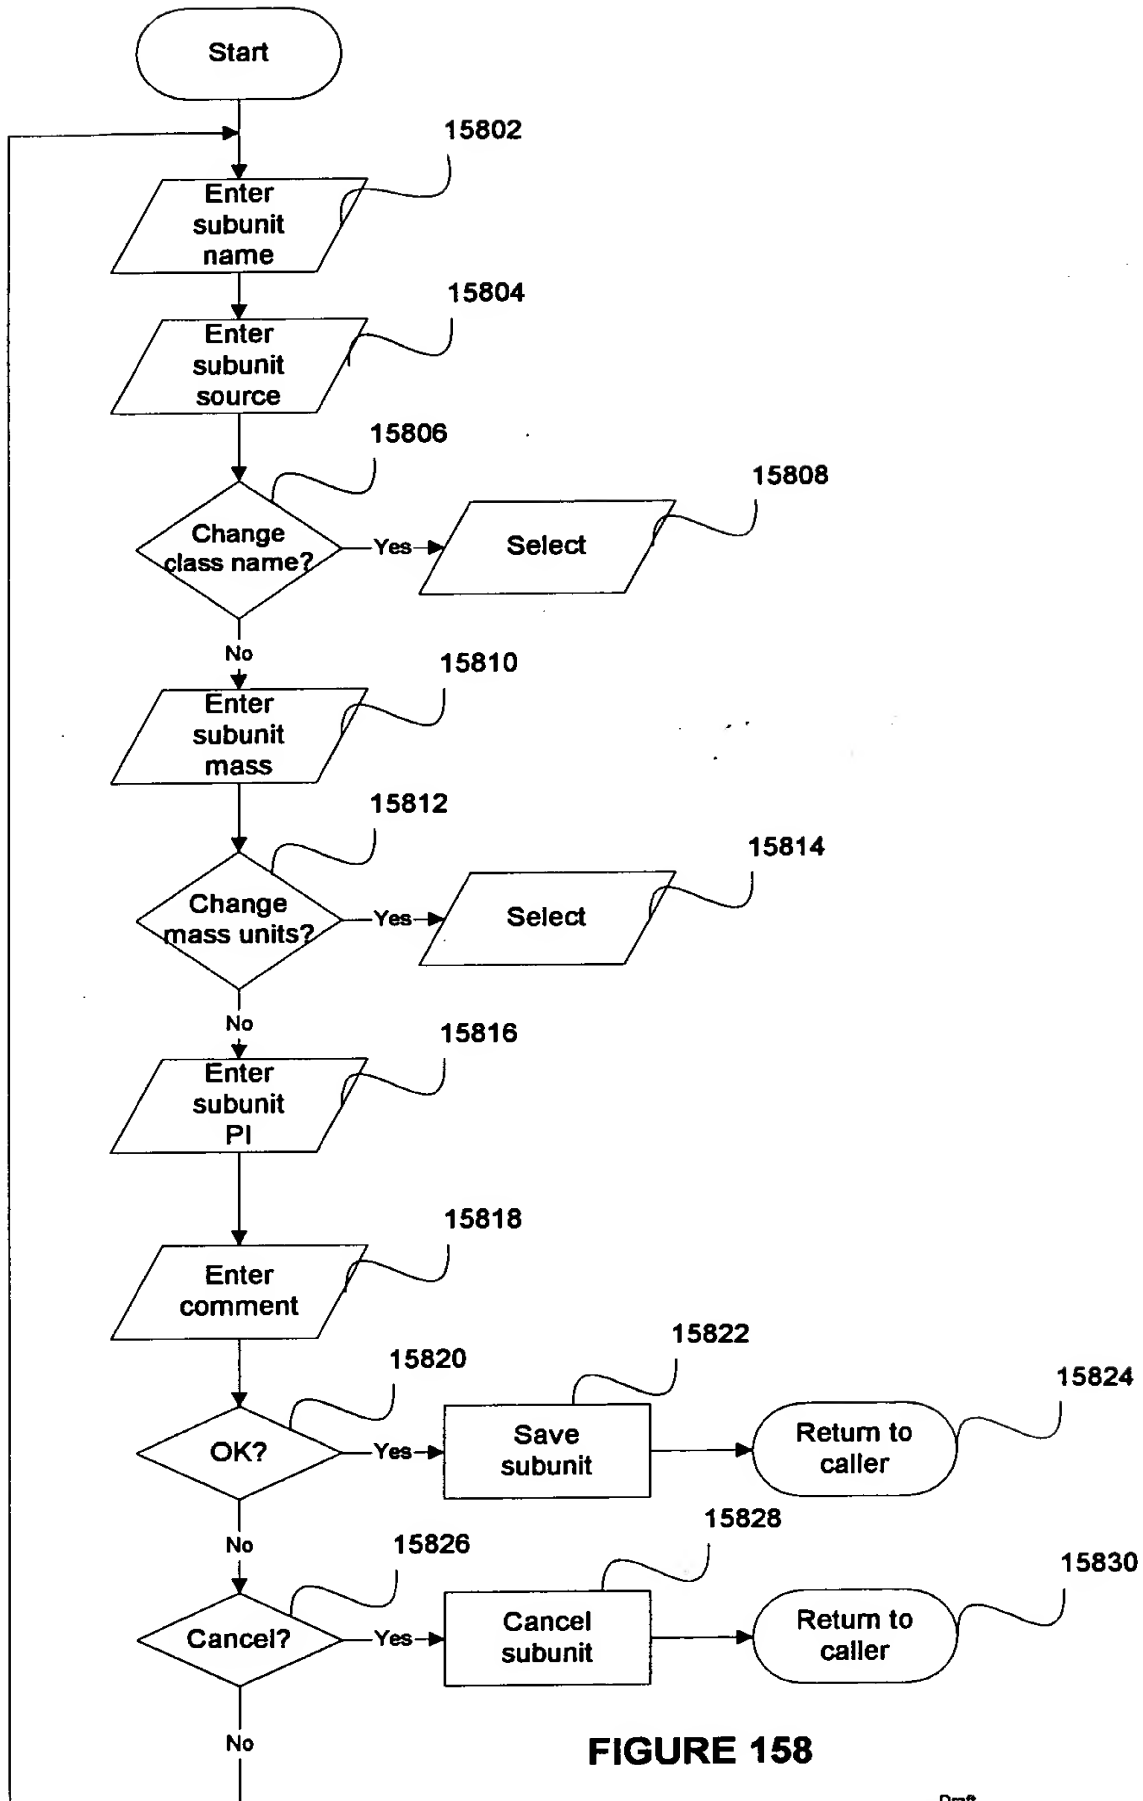 Start
15802
Enter
subunit
name
15804
Enter
subunit
source
15806
Change
class name?
Yes
15808
Select
No
15810
Enter
subunit
mass
15812
Change
mass units?
Yes
15814
Select
No
15816
Enter
subunit
PI
15818
Enter
comment
15820
OK?
Yes
15822
Save
subunit
15824
Return to
caller
No
15826
Cancel?
Yes
15828
Cancel
subunit
15830
Return to
caller
No
FIGURE 158